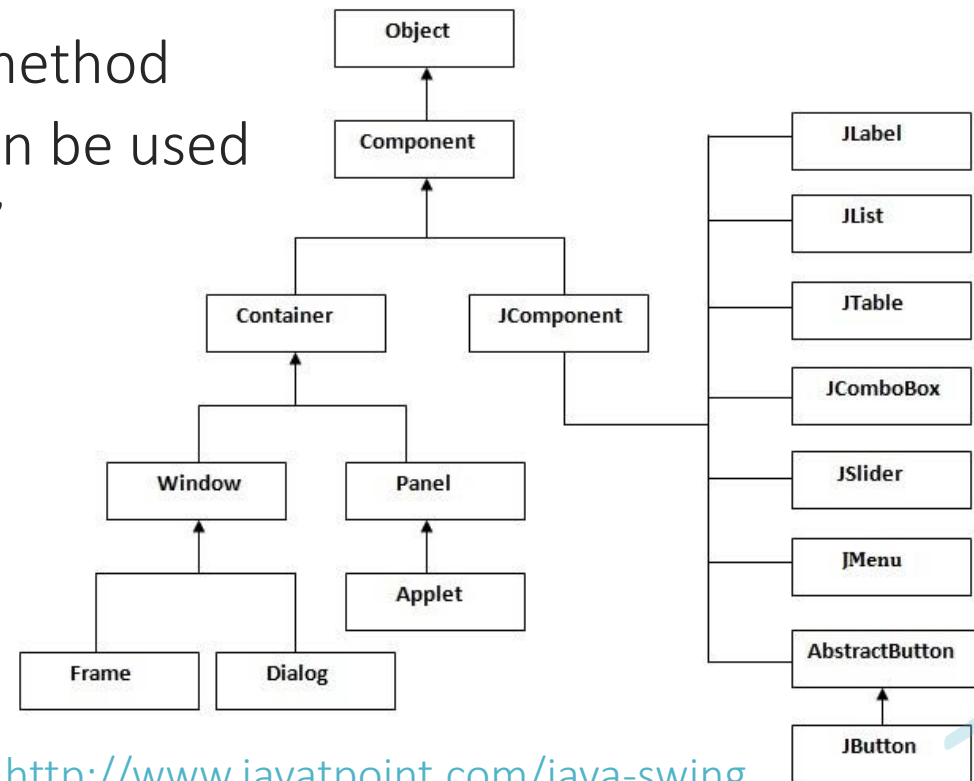 nethod
n be used
Object
Component
Container
JComponent
Window
Panel
Applet
Frame
Dialog
JLabel
JList
JTable
JComboBox
JSlider
JMenu
AbstractButton
JButton
http://www.javatpoint.com/java-swing